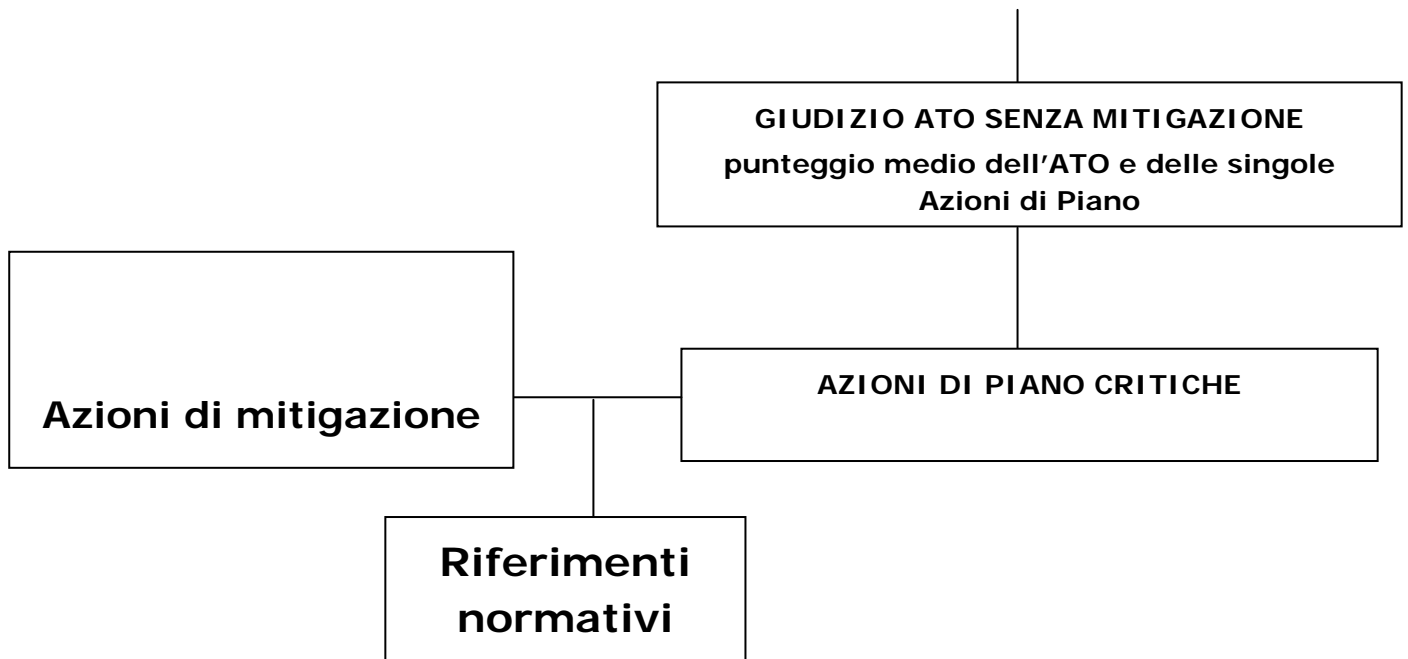 GIUDIZIO ATO SENZA MITIGAZIONE
punteggio medio dell'ATO e delle singole
Azioni di Piano
Azioni di mitigazione
AZIONI DI PIANO CRITICHE
Riferimenti
normativi